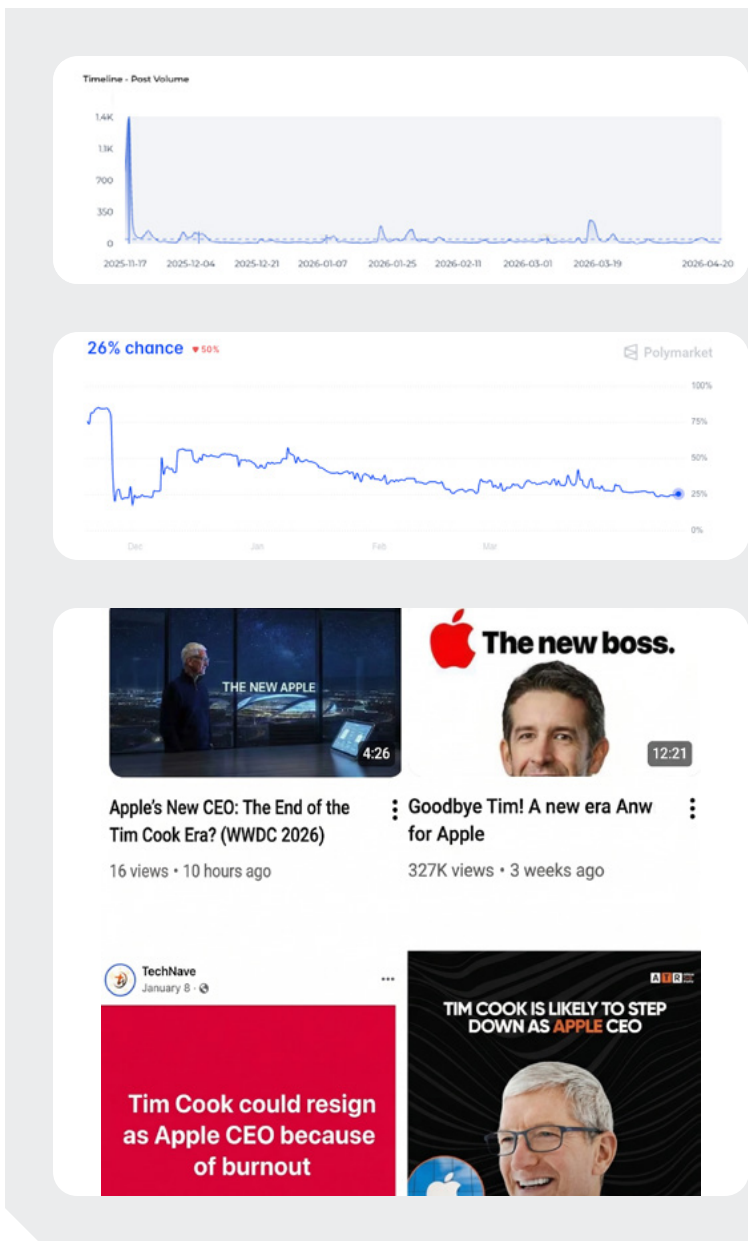 Timeline - Post Volume
1.4K
1.1K
700
350
0
2025-11-17 2025-12-04 2025-12-21 2026-01-07 2026-01-25 2026-02-11 2026-03-01 2026-03-19 2026-04-20
26% chance ▼50% Polymarket
100%
75%
50%
25%
0%
Dec Jan Feb Mar
THE NEW APPLE
4:26
The new boss.
12:21
Apple's New CEO: The End of the
Tim Cook Era? (WWDC 2026)
16 views • 10 hours ago
Goodbye Tim! A new era Anw
for Apple
327K views • 3 weeks ago
TechNave
January 8
Tim Cook could resign
as Apple CEO because
of burnout
ATR
TIM COOK IS LIKELY TO STEP
DOWN AS APPLE CEO